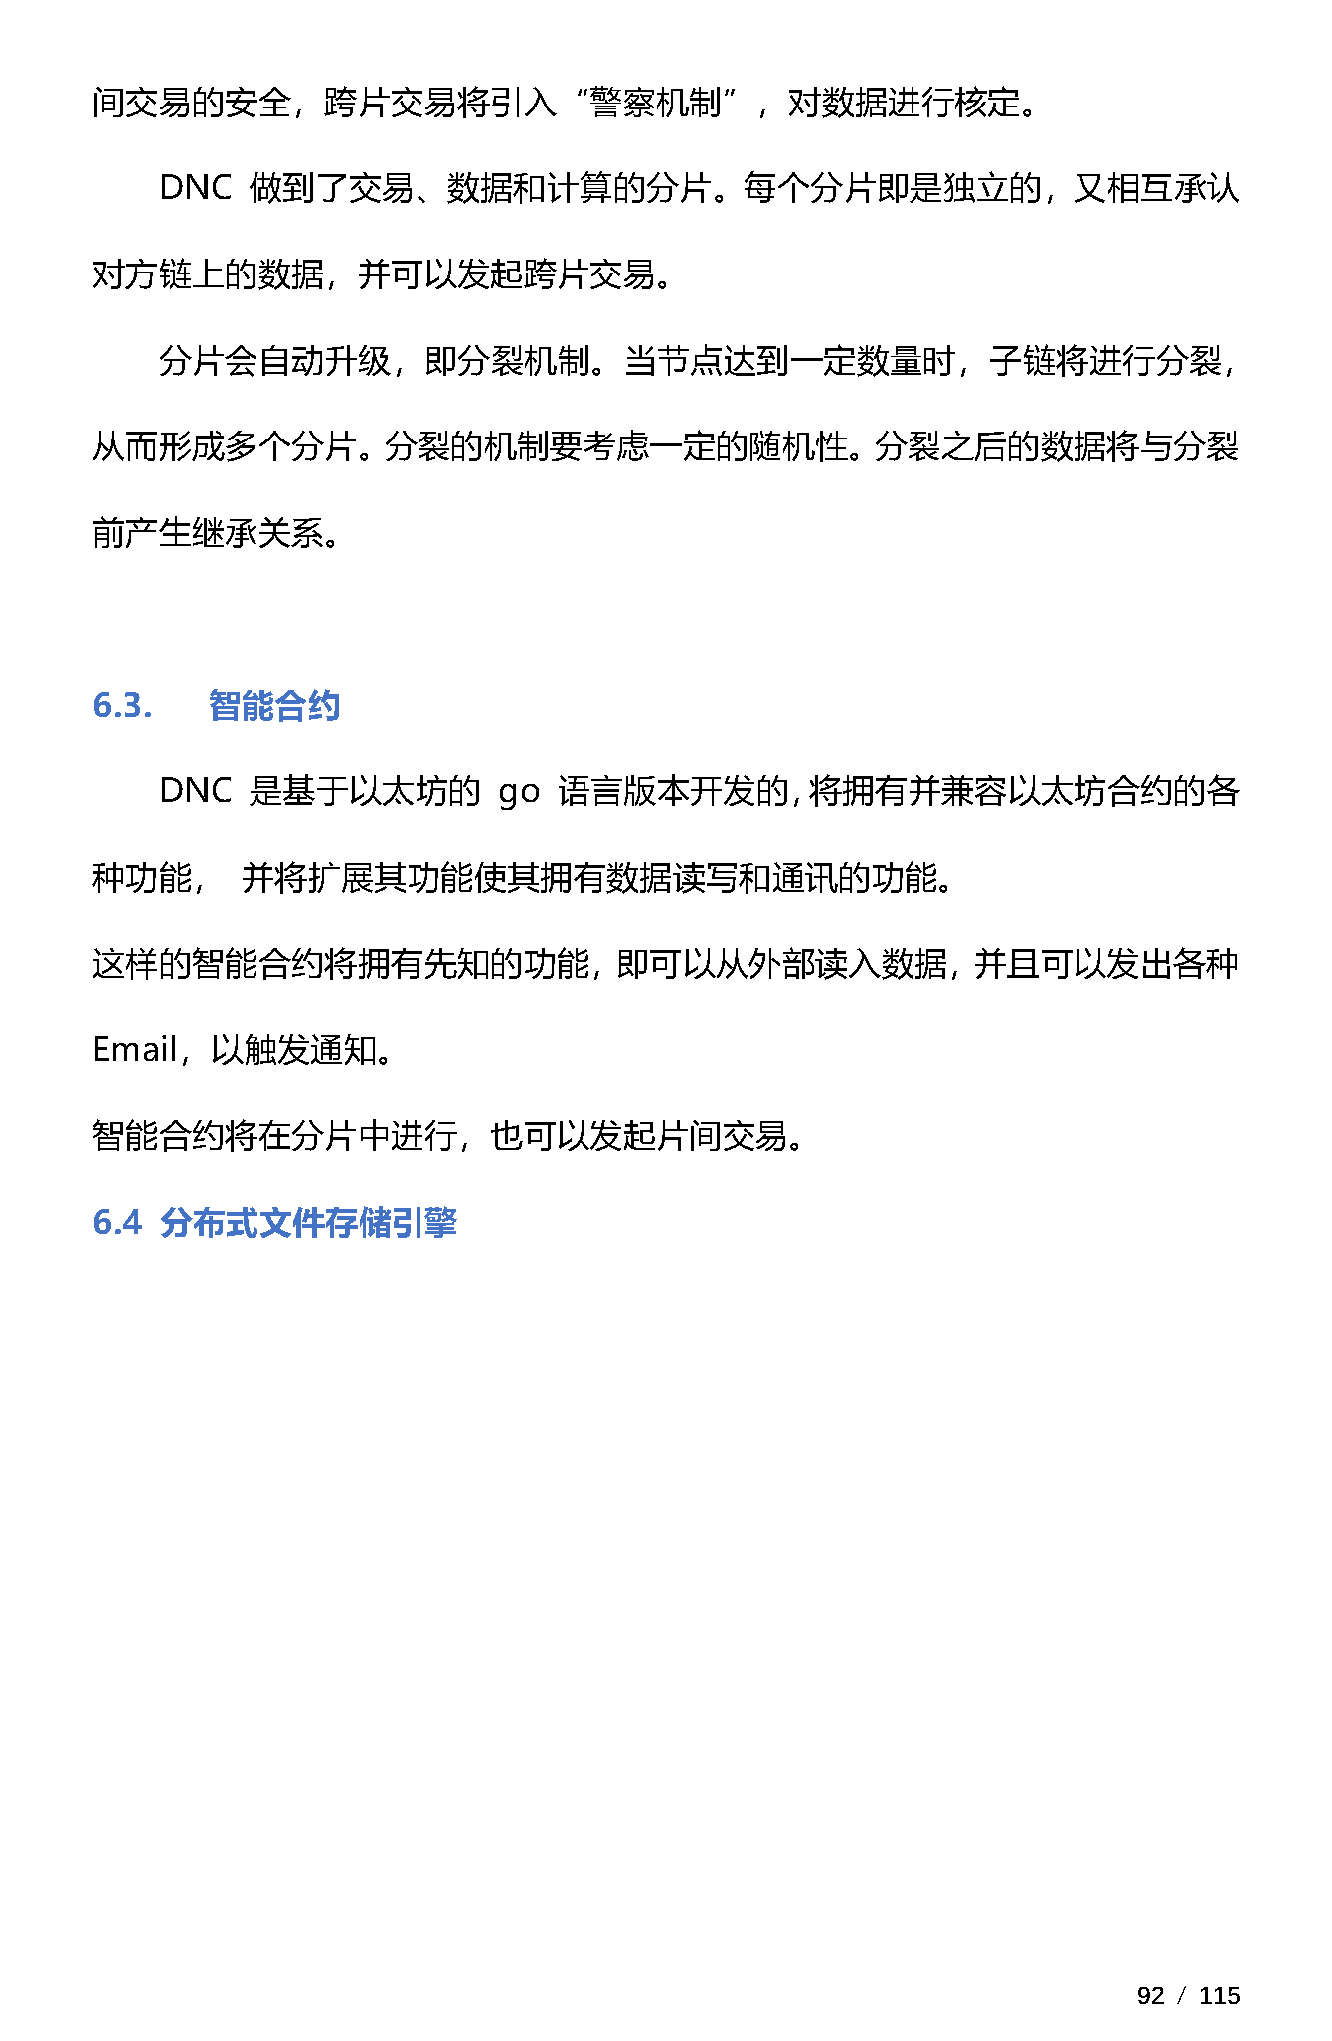 间交易的安全，跨片交易将引入“警察机制”，对数据进行核定。
DNC 做到了交易、数据和计算的分片。每个分片即是独立的，又相互承认
对方链上的数据，并可以发起跨片交易。
分片会自动升级，即分裂机制。当节点达到一定数量时，子链将进行分裂，
从而形成多个分片。分裂的机制要考虑一定的随机性。分裂之后的数据将与分裂
前产生继承关系。
6.3. 智能合约
DNC 是基于以太坊的 go 语言版本开发的，将拥有并兼容以太坊合约的各
种功能， 并将扩展其功能使其拥有数据读写和通讯的功能。
这样的智能合约将拥有先知的功能，即可以从外部读入数据，并且可以发出各种
Email，以触发通知。
智能合约将在分片中进行，也可以发起片间交易。
6.4 分布式文件存储引擎
92 / 115